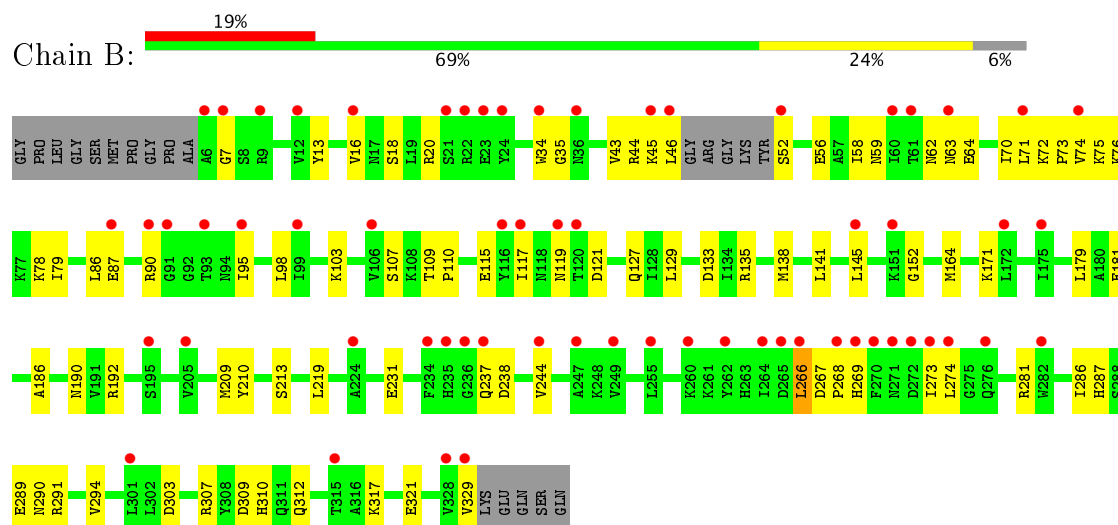 19%
Chain B:
69% 24% 6%
GLY PRO LEU GLY SER MET PRO GLY PRO ALA A6 G7 S8 R9 V12 Y13 V16 N17 S18 L19 R20 S21 R22 E23 Y24 W34 G35 N36 V43 R44 K45 L46 GLY ARG GLY LYS TYR S52 E56 A57 I58 N59 I60 T61 N62 N63 E64 I70 L71 K72 P73 V74 K75 K76
K77 K78 I79 L86 E87 R90 G91 G92 T93 N94 I95 L98 I99 K103 V106 S107 K108 T109 P110 E115 Y116 I117 N118 N119 T120 D121 Q127 I128 L129 D133 I134 R135 M138 L141 L145 K151 G152 M164 K171 L172 I175 L179 A180 E181
A186 N190 V191 R192 S195 V205 M209 Y210 S213 L219 A224 E231 F234 H235 G236 Q237 D238 V244 A247 K248 V249 L255 K260 K261 Y262 H263 I264 D265 L266 D267 P268 H269 F270 N271 D272 I273 L274 G275 Q276 R281 W282 I286 H287 S288
E289 N290 R291 V294 L301 L302 D303 R307 Y308 D309 H310 Q311 Q312 T315 A316 K317 E321 V328 V329 LYS GLU GLN SER GLN